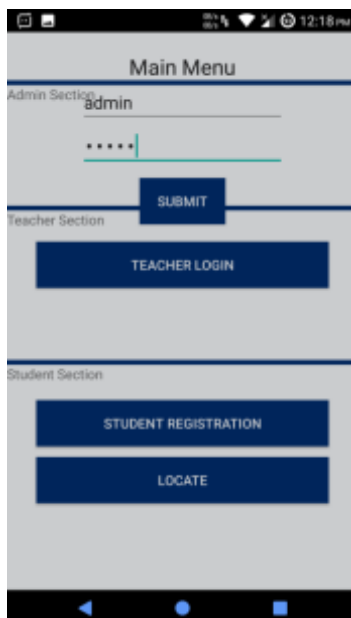 12:18 PM
Main Menu
Admin Section
admin
•••••
SUBMIT
Teacher Section
TEACHER LOGIN
Student Section
STUDENT REGISTRATION
LOCATE